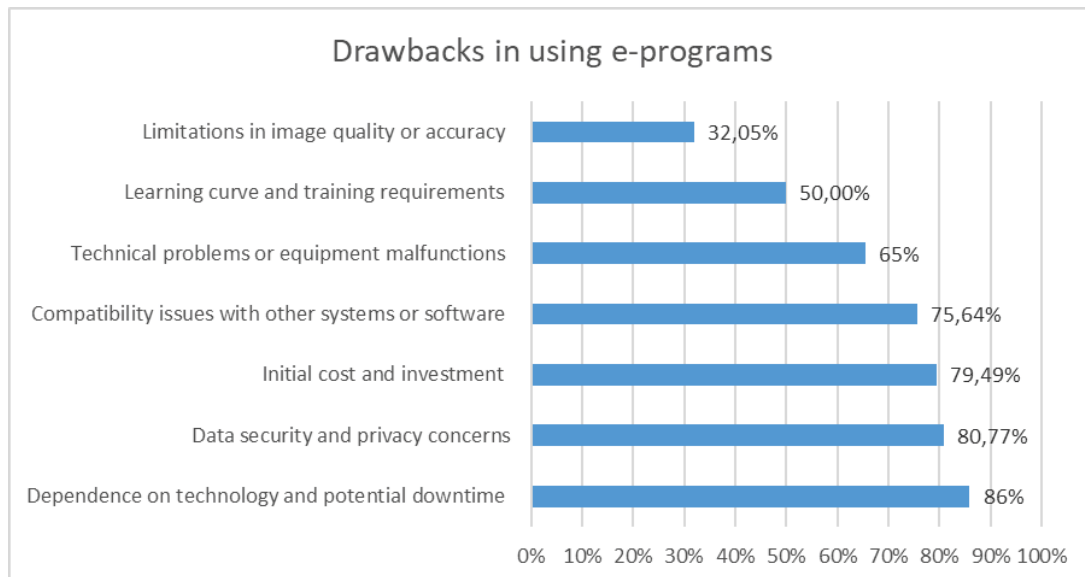 Drawbacks in using e-programs
Limitations in image quality or accuracy 32,05%
Learning curve and training requirements 50,00%
Technical problems or equipment malfunctions 65%
Compatibility issues with other systems or software 75,64%
Initial cost and investment 79,49%
Data security and privacy concerns 80,77%
Dependence on technology and potential downtime 86%
0% 10% 20% 30% 40% 50% 60% 70% 80% 90% 100%